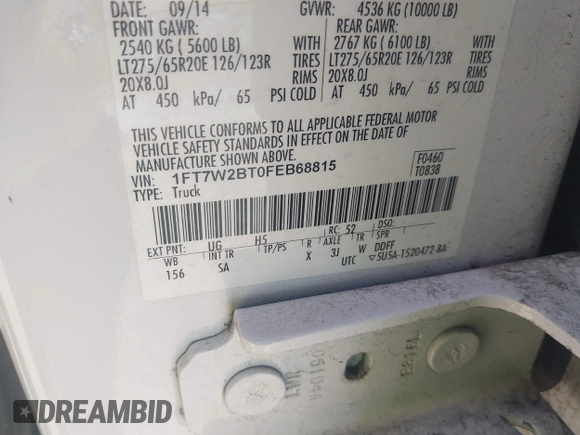 DATE: 09/14 GVWR: 4536 KG (10000 LB)
FRONT GAWR: REAR GAWR:
2540 KG ( 5600 LB) WITH 2767 KG ( 6100 LB) WITH
LT275/65R20E 126/123R TIRES LT275/65R20E 126/123R TIRES
20X8.0J RIMS 20X8.0J RIMS
AT 450 kPa/ 65 PSI COLD AT 450 kPa/ 65 PSI COLD
THIS VEHICLE CONFORMS TO ALL APPLICABLE FEDERAL MOTOR
VEHICLE SAFETY STANDARDS IN EFFECT ON THE DATE OF
MANUFACTURE SHOWN ABOVE.
VIN: 1FT7W2BT0FEB68815 F0460
TYPE: Truck T0838
EXT PNT: UG H5 RC: 52 DSO:
WB INT TR TP/PS R AXLE TR SPR
156 SA X 3J W DDFF
UTC 5U5A-1520472-BA
LWR
E8191
DREAMBID